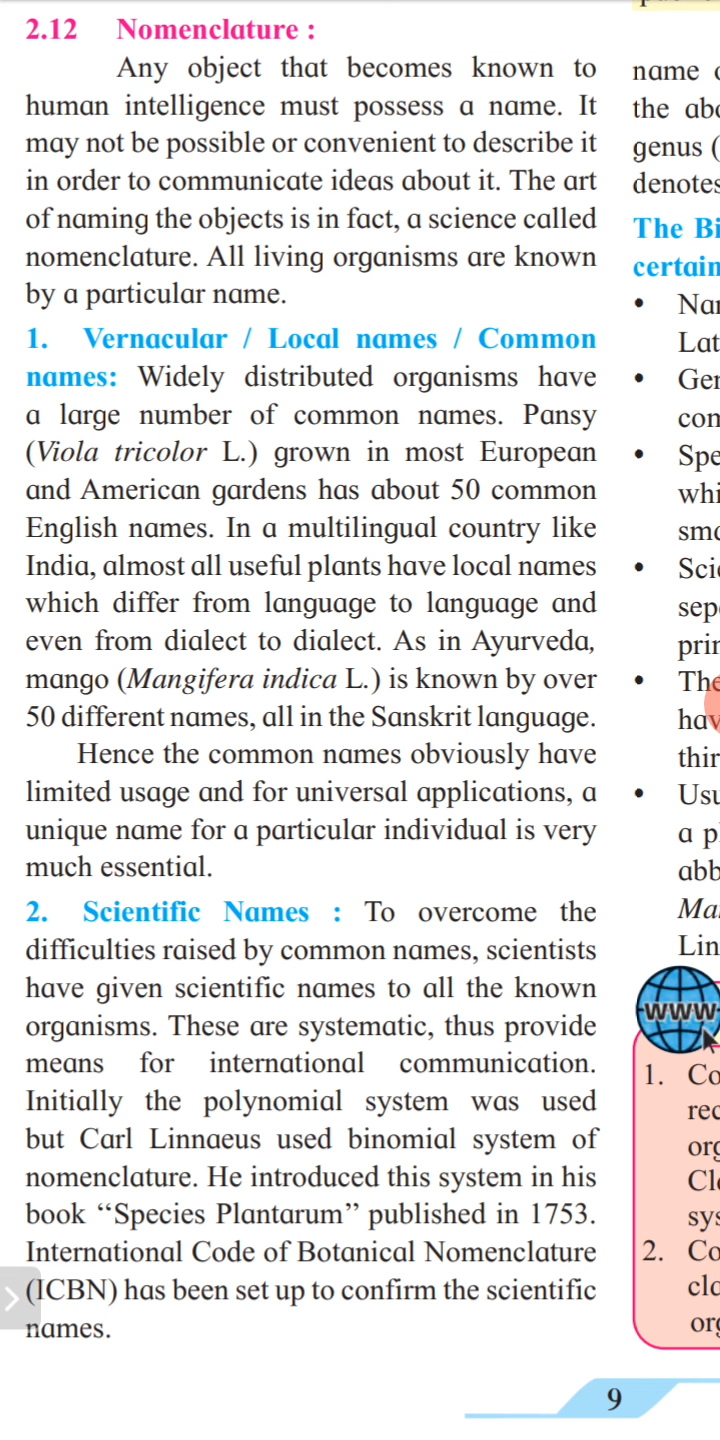 2.12 Nomenclature :
Any object that becomes known to
human intelligence must possess a name. It
may not be possible or convenient to describe it
in order to communicate ideas about it. The art
of naming the objects is in fact, a science called
nomenclature. All living organisms are known
by a particular name.
1. Vernacular / Local names / Common
names: Widely distributed organisms have
a large number of common names. Pansy
(Viola tricolor L.) grown in most European
and American gardens has about 50 common
English names. In a multilingual country like
India, almost all useful plants have local names
which differ from language to language and
even from dialect to dialect. As in Ayurveda,
mango (Mangifera indica L.) is known by over
50 different names, all in the Sanskrit language.
Hence the common names obviously have
limited usage and for universal applications, a
unique name for a particular individual is very
much essential.
2. Scientific Names : To overcome the
difficulties raised by common names, scientists
have given scientific names to all the known
organisms. These are systematic, thus provide
means for international communication.
Initially the polynomial system was used
but Carl Linnaeus used binomial system of
nomenclature. He introduced this system in his
book “Species Plantarum” published in 1753.
International Code of Botanical Nomenclature
(ICBN) has been set up to confirm the scientific
names.
name
the
genus (
denotes
The
certain
•
•
•
•
•
•
a
WWW
1.
2.
9